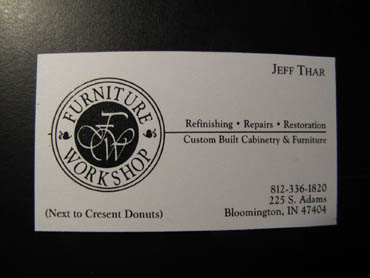 JEFF THAR
FURNITURE
FW
WORKSHOP
Refinishing • Repairs • Restoration
Custom Built Cabinetry & Furniture
812-336-1820
225 S. Adams
(Next to Cresent Donuts)
Bloomington, IN 47404